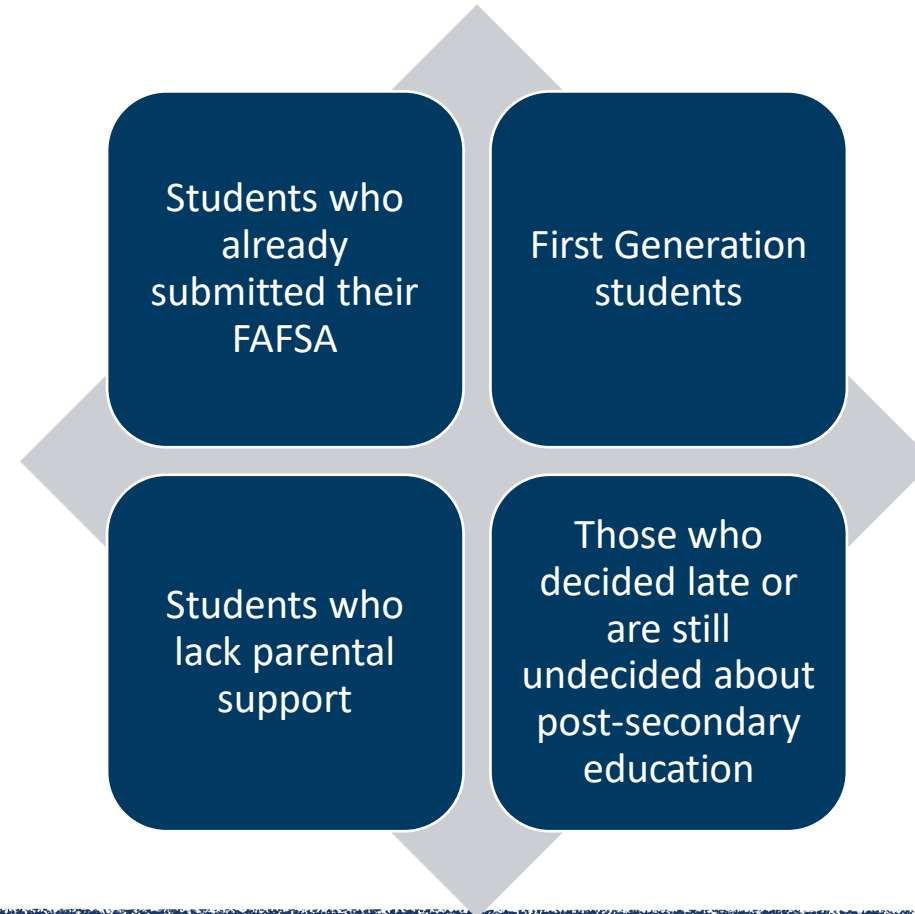 Students who
already
submitted their
FAFSA
First Generation
students
Students who
lack parental
support
Those who
decided late or
are still
undecided about
post-secondary
education